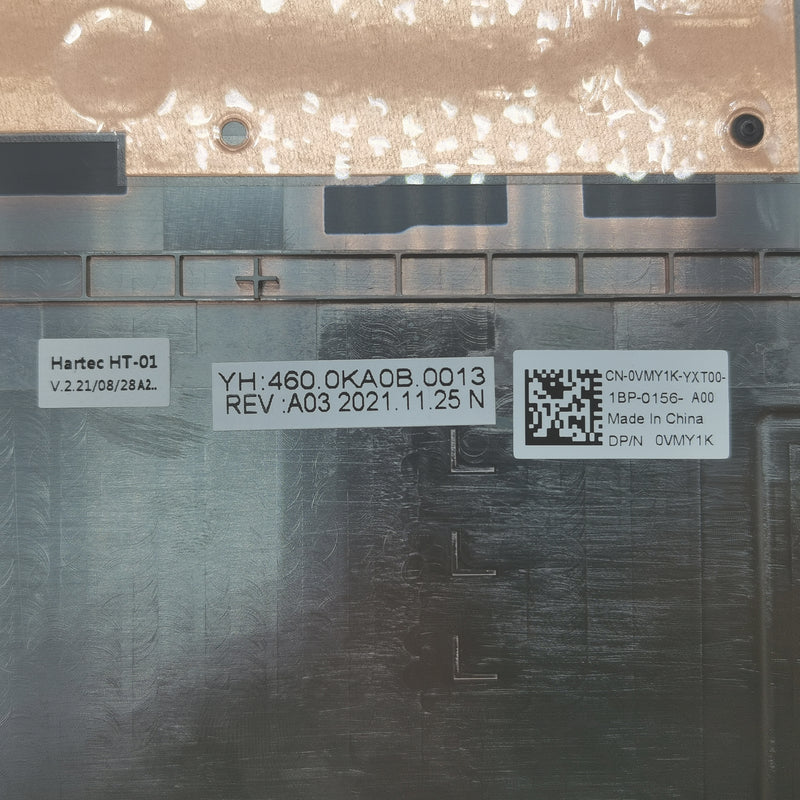 Hartec HT-01
V.2.21/08/28A2..
YH:460.0KA0B.0013
REV :A03 2021.11.25 N
CN-0VMY1K-YXT00-
1BP-0156- A00
Made In China
DP/N 0VMY1K